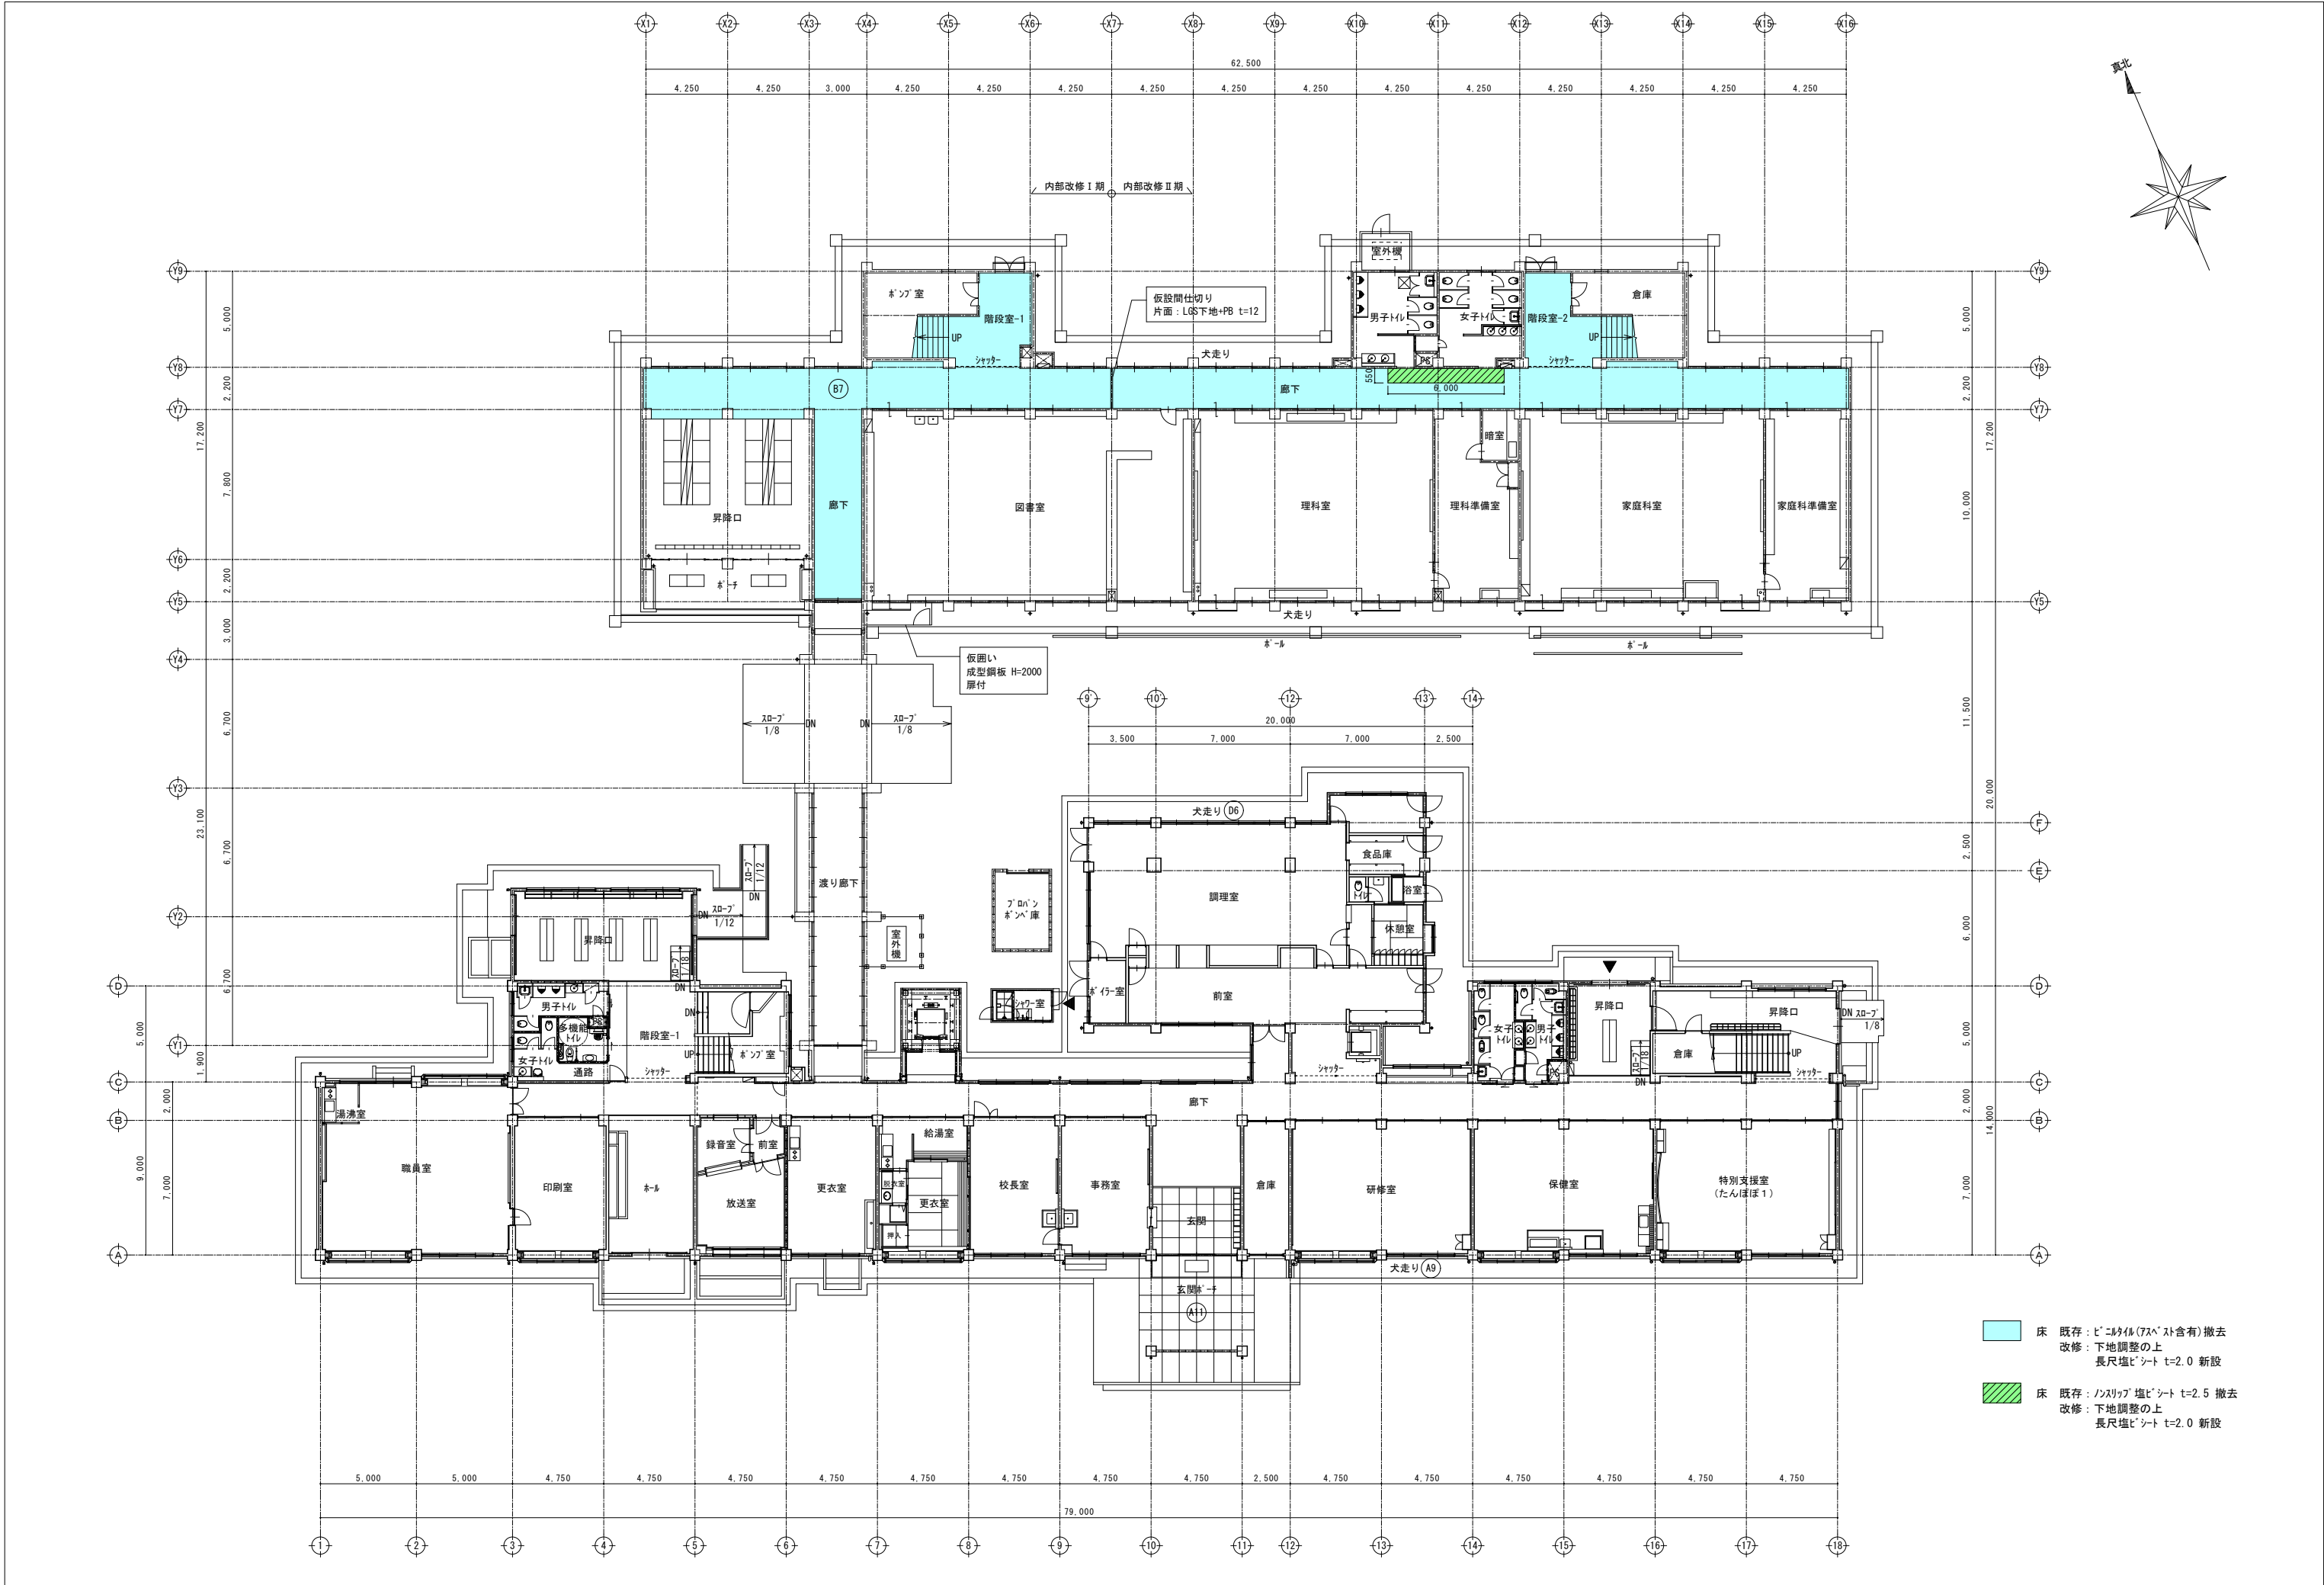 X1 X2 X3 X4 X5 X6 X7 X8 X9 X10 X11 X12 X13 X14 X15 X16
62,500
4,250 4,250 3,000 4,250 4,250 4,250 4,250 4,250 4,250 4,250 4,250 4,250 4,250 4,250 4,250
真北
内部改修Ⅰ期 内部改修Ⅱ期
Y9 Y9
室外機
ポンプ室
階段室-1
UP
シャッター
仮設間仕切り
片面:LGS下地+PB t=12
男子トイレ
女子トイレ
PS
階段室-2
倉庫
UP
シャッター
5,000 5,000
犬走り
Y8 Y8
B7
廊下
550
6,000
2,200 2,200
Y7 Y7
17,200 17,200
7,800 10,000
昇降口
廊下
図書室
理科室
暗室
理科準備室
家庭科室
家庭科準備室
Y6
ポーチ
2,200
Y5 Y5
犬走り
ポール
ポール
3,000
Y4
仮囲い
成型鋼板 H=2000
扉付
スロープ
1/8
DN
DN
スロープ
1/8
6,700
11,500
9' 10' 12 13' 14
20,000
3,500 7,000 7,000 2,500
Y3
23,100
20,000
犬走り D6
F
食品庫
2,500
E
6,700
スロープ
1/12
DN
渡り廊下
調理室
トイレ
浴室
プロパン
ボンベ庫
Y2
DN スロープ
1/12
休憩室
6,000
昇降口
室外機
スロープ
1/18
DN
6,700
D D
ボイラー室
前室
シャワー室
男子トイレ
PS
多機能
トイレ
女子トイレ
通路
階段室-1
DN
UP
ポンプ室
シャッター
5,000 5,000
Y1
1,900
シャッター
女子
トイレ
男子
トイレ
PS
昇降口
スロープ
1/18
DN
倉庫
昇降口
UP
シャッター
DN スロープ
1/8
C C
湯沸室
廊下
2,000 2,000
B B
14,000
職員室
印刷室
ホール
録音室
前室
放送室
更衣室
給湯室
脱衣室
更衣室
押入
校長室
事務室
玄関
倉庫
研修室
保健室
特別支援室
(たんぽぽ1)
9,000
7,000 7,000
A A
犬走り A9
玄関ポーチ
A11
床 既存:ビニルタイル(アスベスト含有)撤去
改修:下地調整の上
長尺塩ビシート t=2.0 新設
床 既存:ノンスリップ塩ビシート t=2.5 撤去
改修:下地調整の上
長尺塩ビシート t=2.0 新設
5,000 5,000 4,750 4,750 4,750 4,750 4,750 4,750 4,750 4,750 2,500 4,750 4,750 4,750 4,750 4,750 4,750
79,000
1 2 3 4 5 6 7 8 9 10 11 12 13 14 15 16 17 18